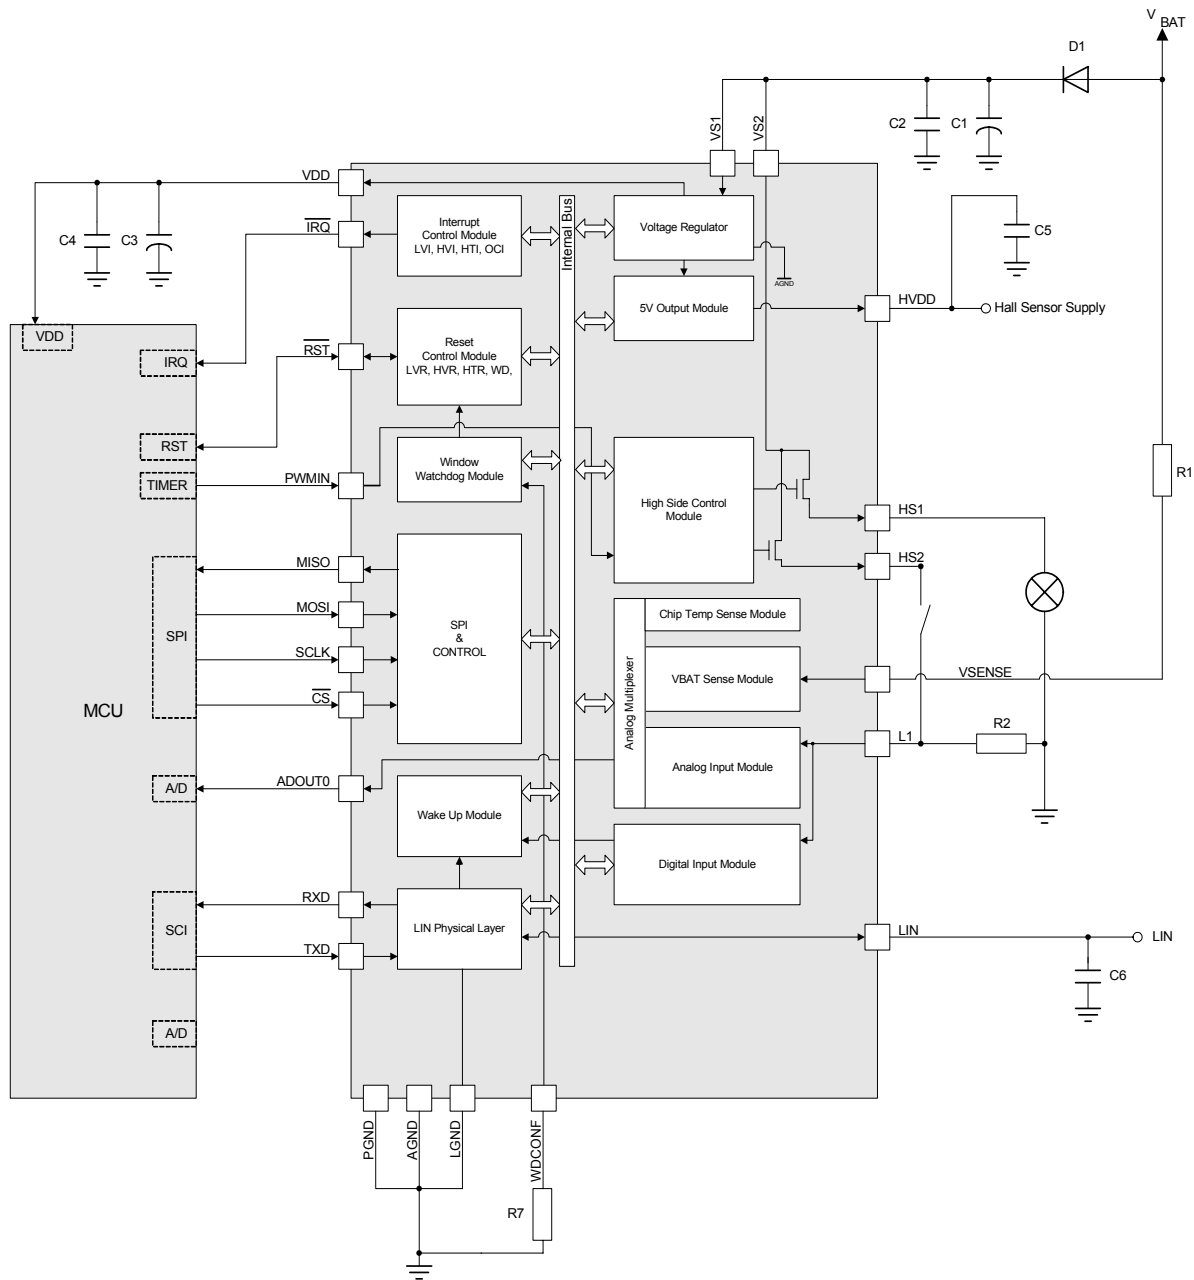 V
BAT
D1
C2
C1
VS1
VS2
VDD
C4
C3
IRQ
Interrupt
Control Module
LVI, HVI, HTI, OCI
Internal Bus
Voltage Regulator
AGND
C5
5V Output Module
HVDD
Hall Sensor Supply
VDD
IRQ
RST
Reset
Control Module
LVR, HVR, HTR, WD,
RST
TIMER
PWMIN
Window
Watchdog Module
High Side Control
Module
R1
HS1
HS2
MISO
MOSI
SCLK
CS
SPI
SPI
&
CONTROL
MCU
Analog Multiplexer
Chip Temp Sense Module
VBAT Sense Module
VSENSE
Analog Input Module
L1
R2
A/D
ADOUT0
Wake Up Module
Digital Input Module
SCI
RXD
TXD
LIN Physical Layer
LIN
LIN
C6
A/D
PGND
AGND
LGND
WDCONF
R7